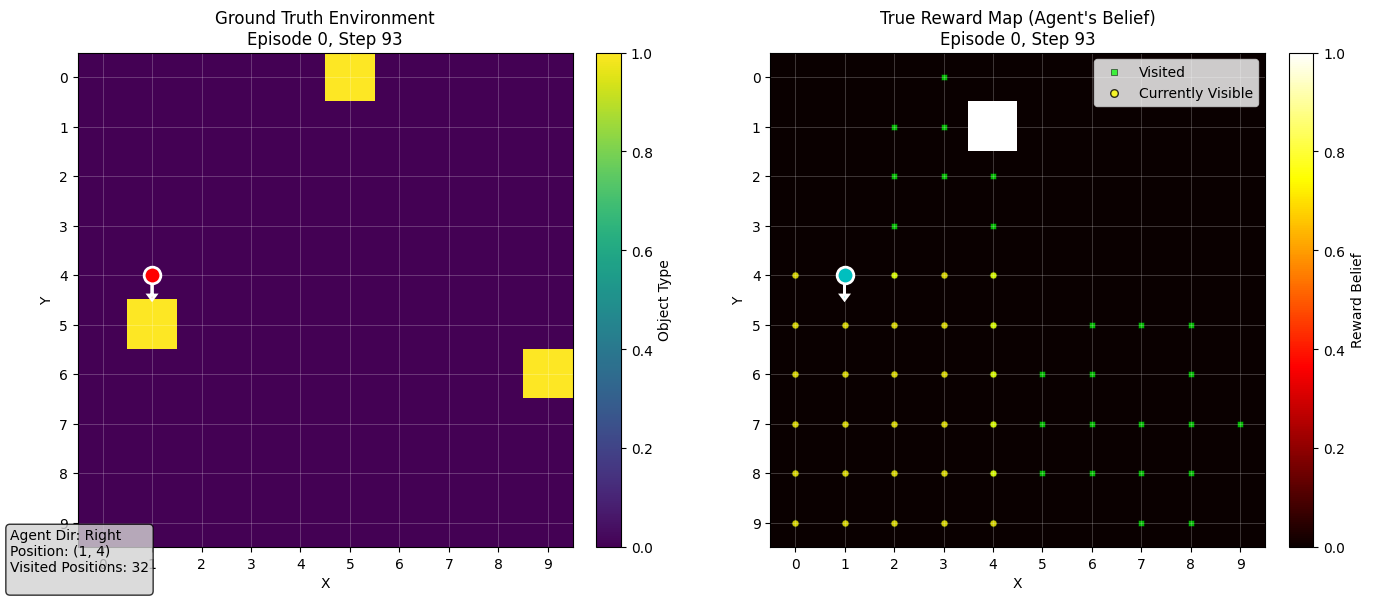 Ground Truth Environment
Episode 0, Step 93
True Reward Map (Agent's Belief)
Episode 0, Step 93
Visited
Currently Visible
0
1
2
3
4
5
6
7
8
9
Y
0 1 2 3 4 5 6 7 8 9
X
1.0
0.8
0.6
0.4
0.2
0.0
Object Type
0
1
2
3
4
5
6
7
8
9
Y
0 1 2 3 4 5 6 7 8 9
X
1.0
0.8
0.6
0.4
0.2
0.0
Reward Belief
Agent Dir: Right
Position: (1, 4)
Visited Positions: 32